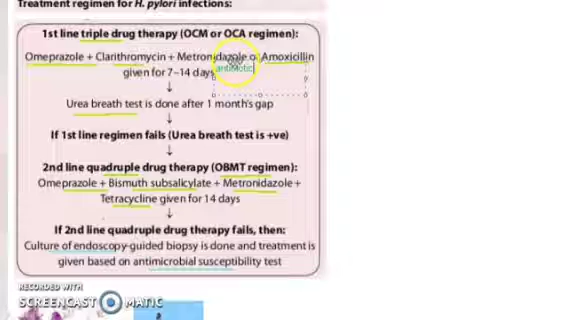 Treatment regimen for H. pylori infections:
1st line triple drug therapy (OCM or OCA regimen):
Omeprazole + Clarithromycin + Metronidazole or Amoxicillin
given for 7–14 days
antibiotic
↓
Urea breath test is done after 1 month's gap
↓
If 1st line regimen fails (Urea breath test is +ve)
↓
2nd line quadruple drug therapy (OBMT regimen):
Omeprazole + Bismuth subsalicylate + Metronidazole +
Tetracycline given for 14 days
↓
If 2nd line quadruple drug therapy fails, then:
Culture of endoscopy-guided biopsy is done and treatment is
given based on antimicrobial susceptibility test
RECORDED WITH
SCREENCAST MATIC